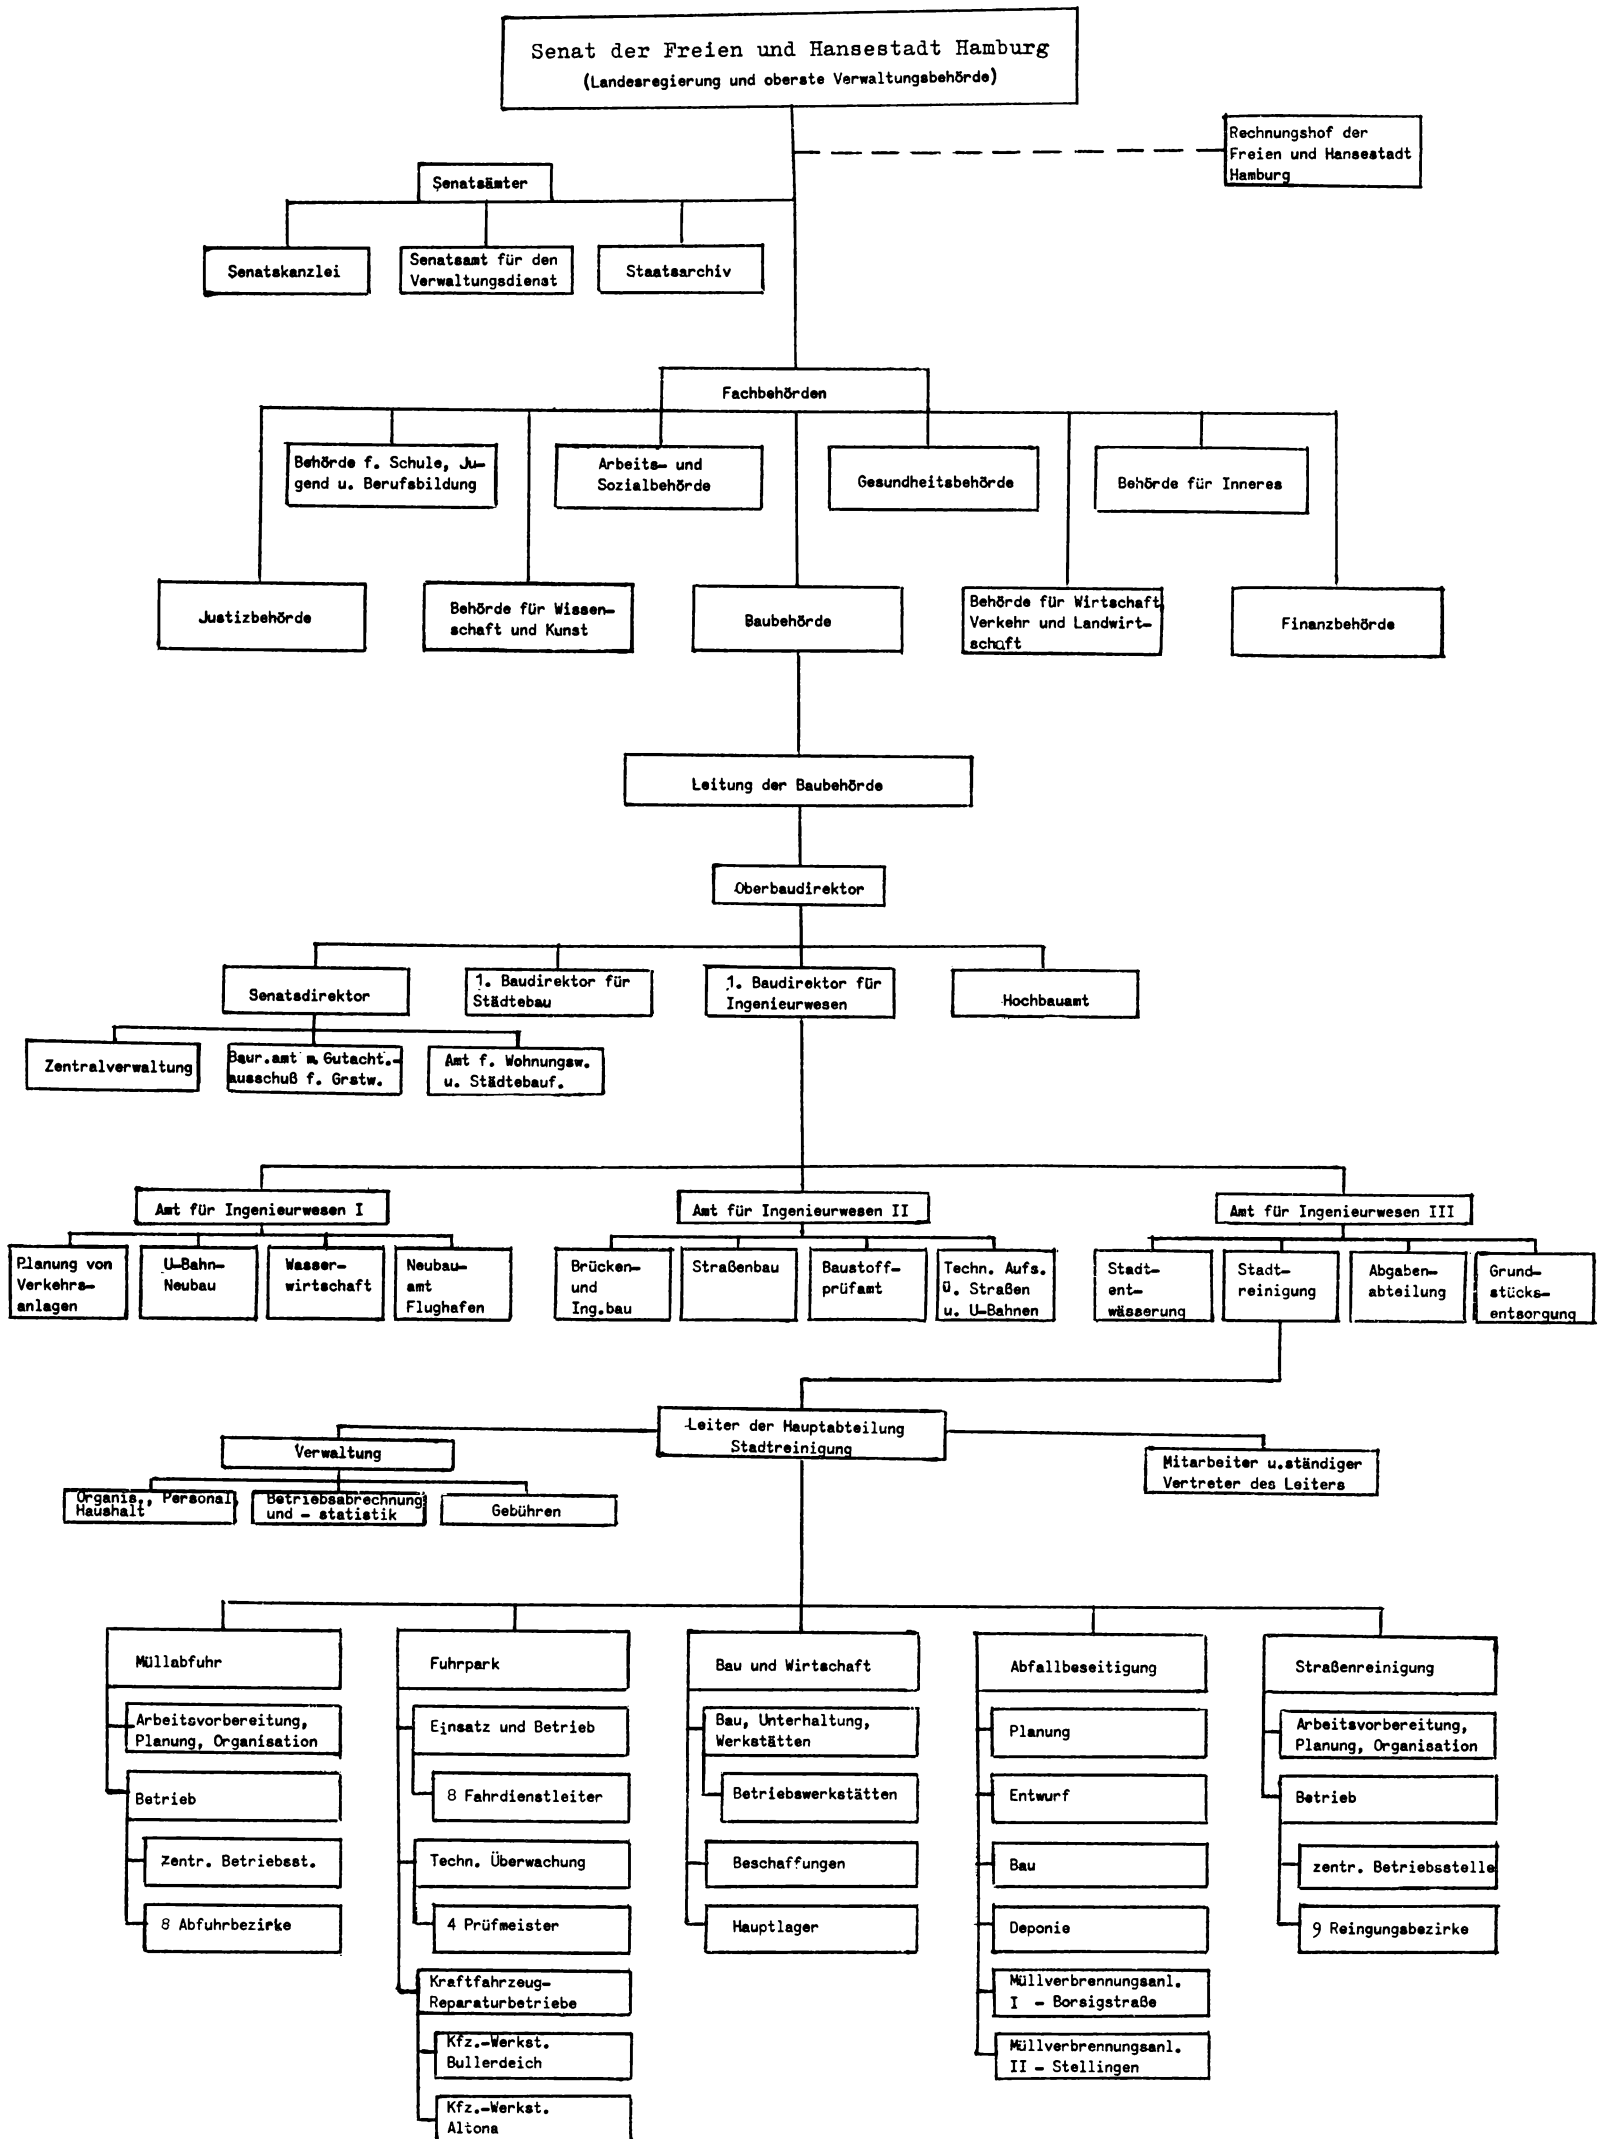 Senat der Freien und Hansestadt Hamburg
(Landesregierung und oberste Verwaltungsbehörde)
Rechnungshof der
Freien und Hansestadt
Hamburg
Senatsämter
Senatskanzlei
Senatsamt für den
Verwaltungsdienst
Staatsarchiv
Fachbehörden
Behörde f. Schule, Ju-
gend u. Berufsbildung
Arbeits- und
Sozialbehörde
Gesundheitsbehörde
Behörde für Inneres
Justizbehörde
Behörde für Wissen-
schaft und Kunst
Baubehörde
Behörde für Wirtschaft,
Verkehr und Landwirt-
schaft
Finanzbehörde
Leitung der Baubehörde
Oberbaudirektor
Senatsdirektor
1. Baudirektor für
Städtebau
1. Baudirektor für
Ingenieurwesen
Hochbauamt
Zentralverwaltung
Baur.amt m. Gutacht.-
ausschuß f. Grstw.
Amt f. Wohnungsw.
u. Städtebauf.
Amt für Ingenieurwesen I
Amt für Ingenieurwesen II
Amt für Ingenieurwesen III
Planung von
Verkehrs-
anlagen
U-Bahn-
Neubau
Wasser-
wirtschaft
Neubau-
amt
Flughafen
Brücken-
und
Ing.bau
Straßenbau
Baustoff-
prüfamt
Techn. Aufs.
ü. Straßen
u. U-Bahnen
Stadt-
ent-
wässerung
Stadt-
reinigung
Abgaben-
abteilung
Grund-
stücks-
entsorgung
Leiter der Hauptabteilung
Stadtreinigung
Verwaltung
Mitarbeiter u.ständiger
Vertreter des Leiters
Organis., Personal,
Haushalt
Betriebsabrechnung
und - statistik
Gebühren
Müllabfuhr
Arbeitsvorbereitung,
Planung, Organisation
Betrieb
zentr. Betriebsst.
8 Abfuhrbezirke
Fuhrpark
Einsatz und Betrieb
8 Fahrdienstleiter
Techn. Überwachung
4 Prüfmeister
Kraftfahrzeug-
Reparaturbetriebe
Kfz.-Werkst.
Bullerdeich
Kfz.-Werkst.
Altona
Bau und Wirtschaft
Bau, Unterhaltung,
Werkstätten
Betriebswerkstätten
Beschaffungen
Hauptlager
Abfallbeseitigung
Planung
Entwurf
Bau
Deponie
Müllverbrennungsanl.
I - Borsigstraße
Müllverbrennungsanl.
II - Stellingen
Straßenreinigung
Arbeitsvorbereitung,
Planung, Organisation
Betrieb
zentr. Betriebsstelle
9 Reingungsbezirke